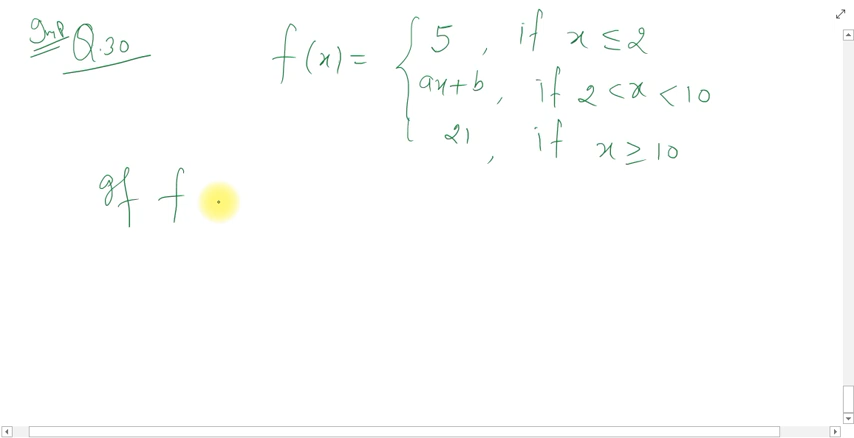 Imp Q.30
f(x) = { 5 , if x ≤ 2
ax+b , if 2 < x < 10
21 , if x ≥ 10
If f